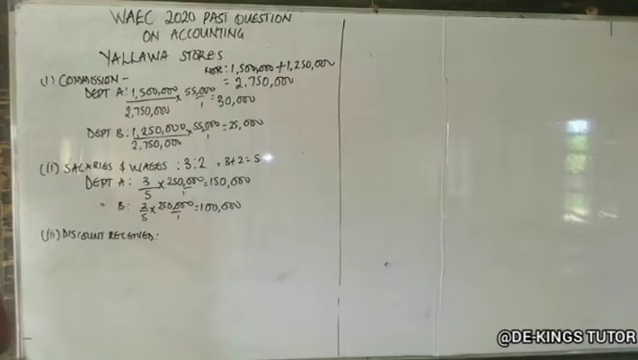 WAEC 2020 PAST QUESTION
ON ACCOUNTING
YALLAWA STORES
NOR: 1,500,000 + 1,250,000
= 2.750,000
(i) COMMISSION -
DEPT A: 1,500,000 / 2.750,000 × 55,000 / 1 = 30,000
DEPT B: 1,250,000 / 2.750,000 × 55,000 / 1 = 25,000
(ii) SALARIES & WAGES : 3:2 = 3+2=5
DEPT A: 3/5 × 250,000/1 = 150,000
" B: 2/5 × 250,000/1 = 100,000
(iii) DISCOUNT RECEIVED:
@DE-KINGS TUTOR